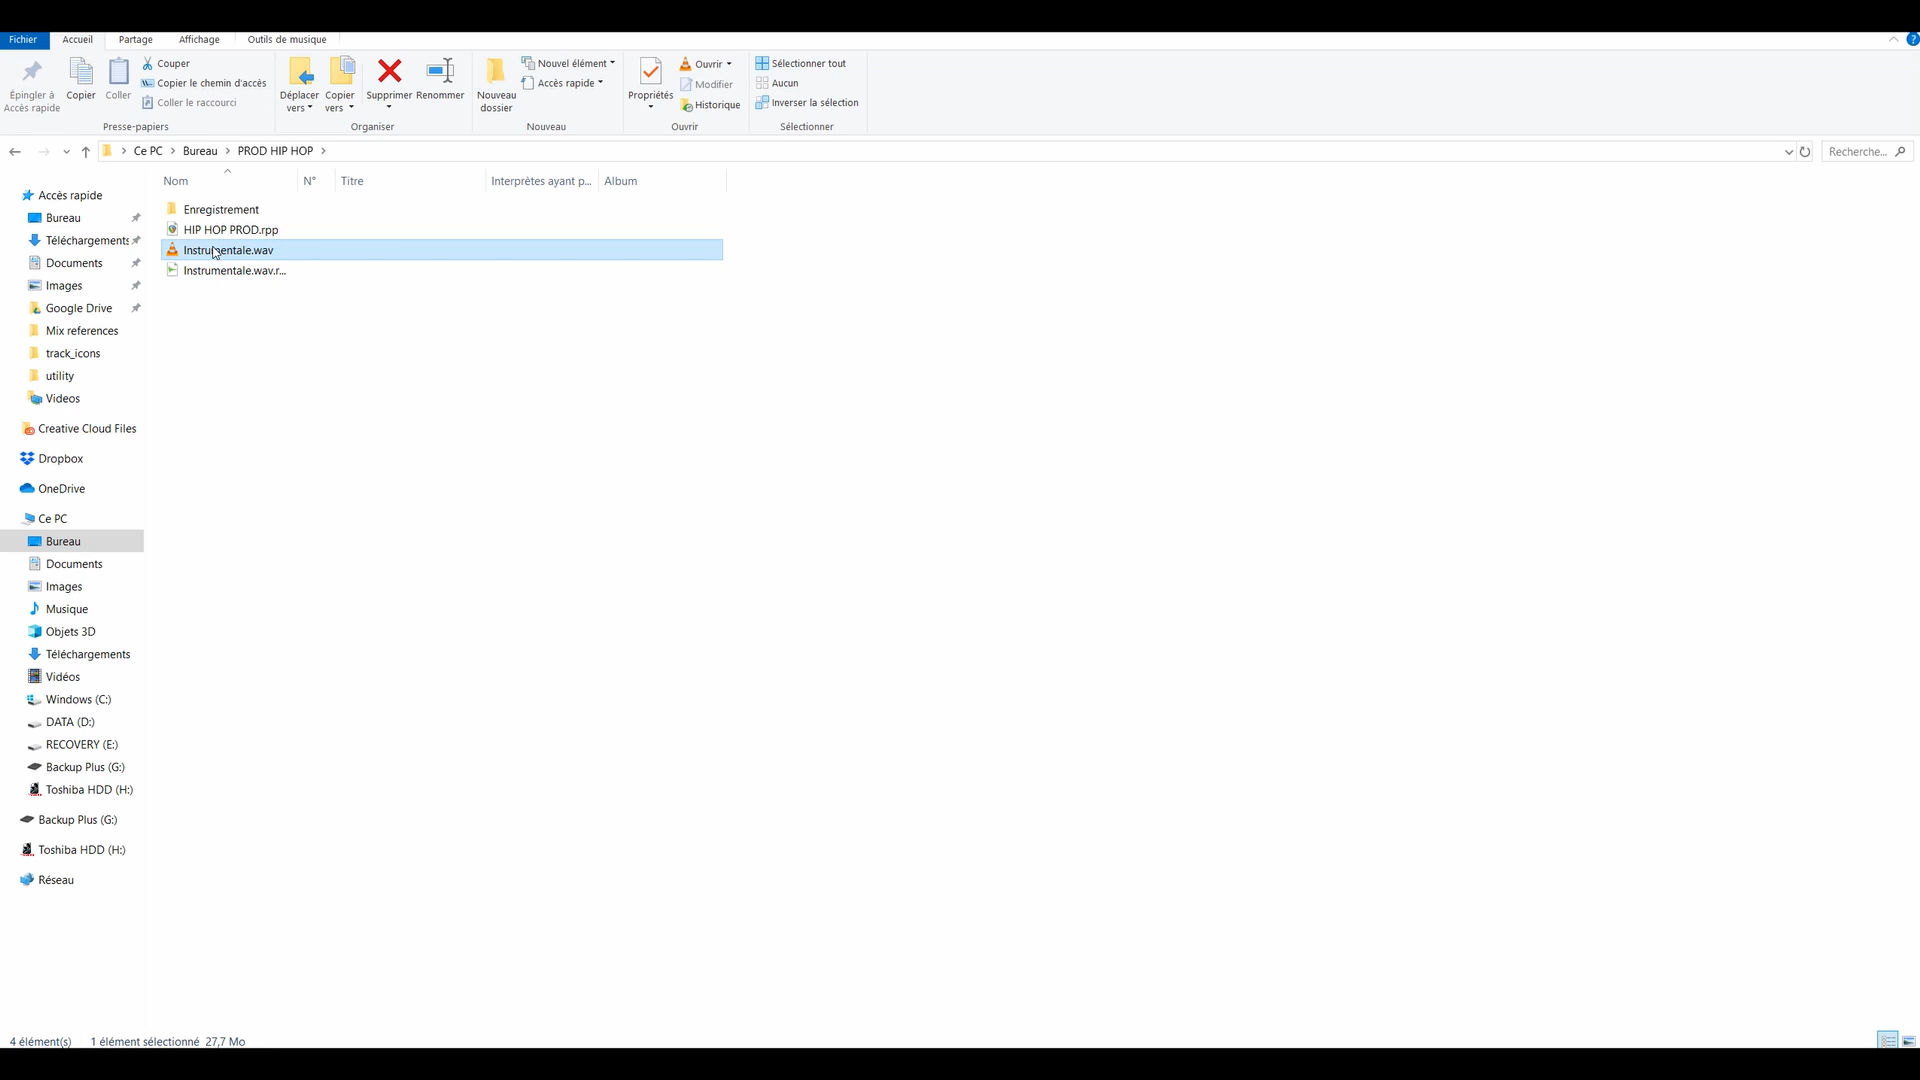 Fichier Accueil Partage Affichage Outils de musique
Épingler à
Accès rapide
Copier
Coller
Couper
Copier le chemin d'accès
Coller le raccourci
Presse-papiers
Déplacer
vers
Copier
vers
Supprimer
Renommer
Organiser
Nouveau
dossier
Nouvel élément
Accès rapide
Nouveau
Propriétés
Ouvrir
Modifier
Historique
Ouvrir
Sélectionner tout
Aucun
Inverser la sélection
Sélectionner
Ce PC Bureau PROD HIP HOP
Recherche...
Nom N° Titre Interprètes ayant p... Album
Enregistrement
HIP HOP PROD.rpp
Instrumentale.wav
Instrumentale.wav.r...
Accès rapide
Bureau
Téléchargements
Documents
Images
Google Drive
Mix references
track_icons
utility
Videos
Creative Cloud Files
Dropbox
OneDrive
Ce PC
Bureau
Documents
Images
Musique
Objets 3D
Téléchargements
Vidéos
Windows (C:)
DATA (D:)
RECOVERY (E:)
Backup Plus (G:)
Toshiba HDD (H:)
Backup Plus (G:)
Toshiba HDD (H:)
Réseau
4 élément(s) 1 élément sélectionné 27,7 Mo